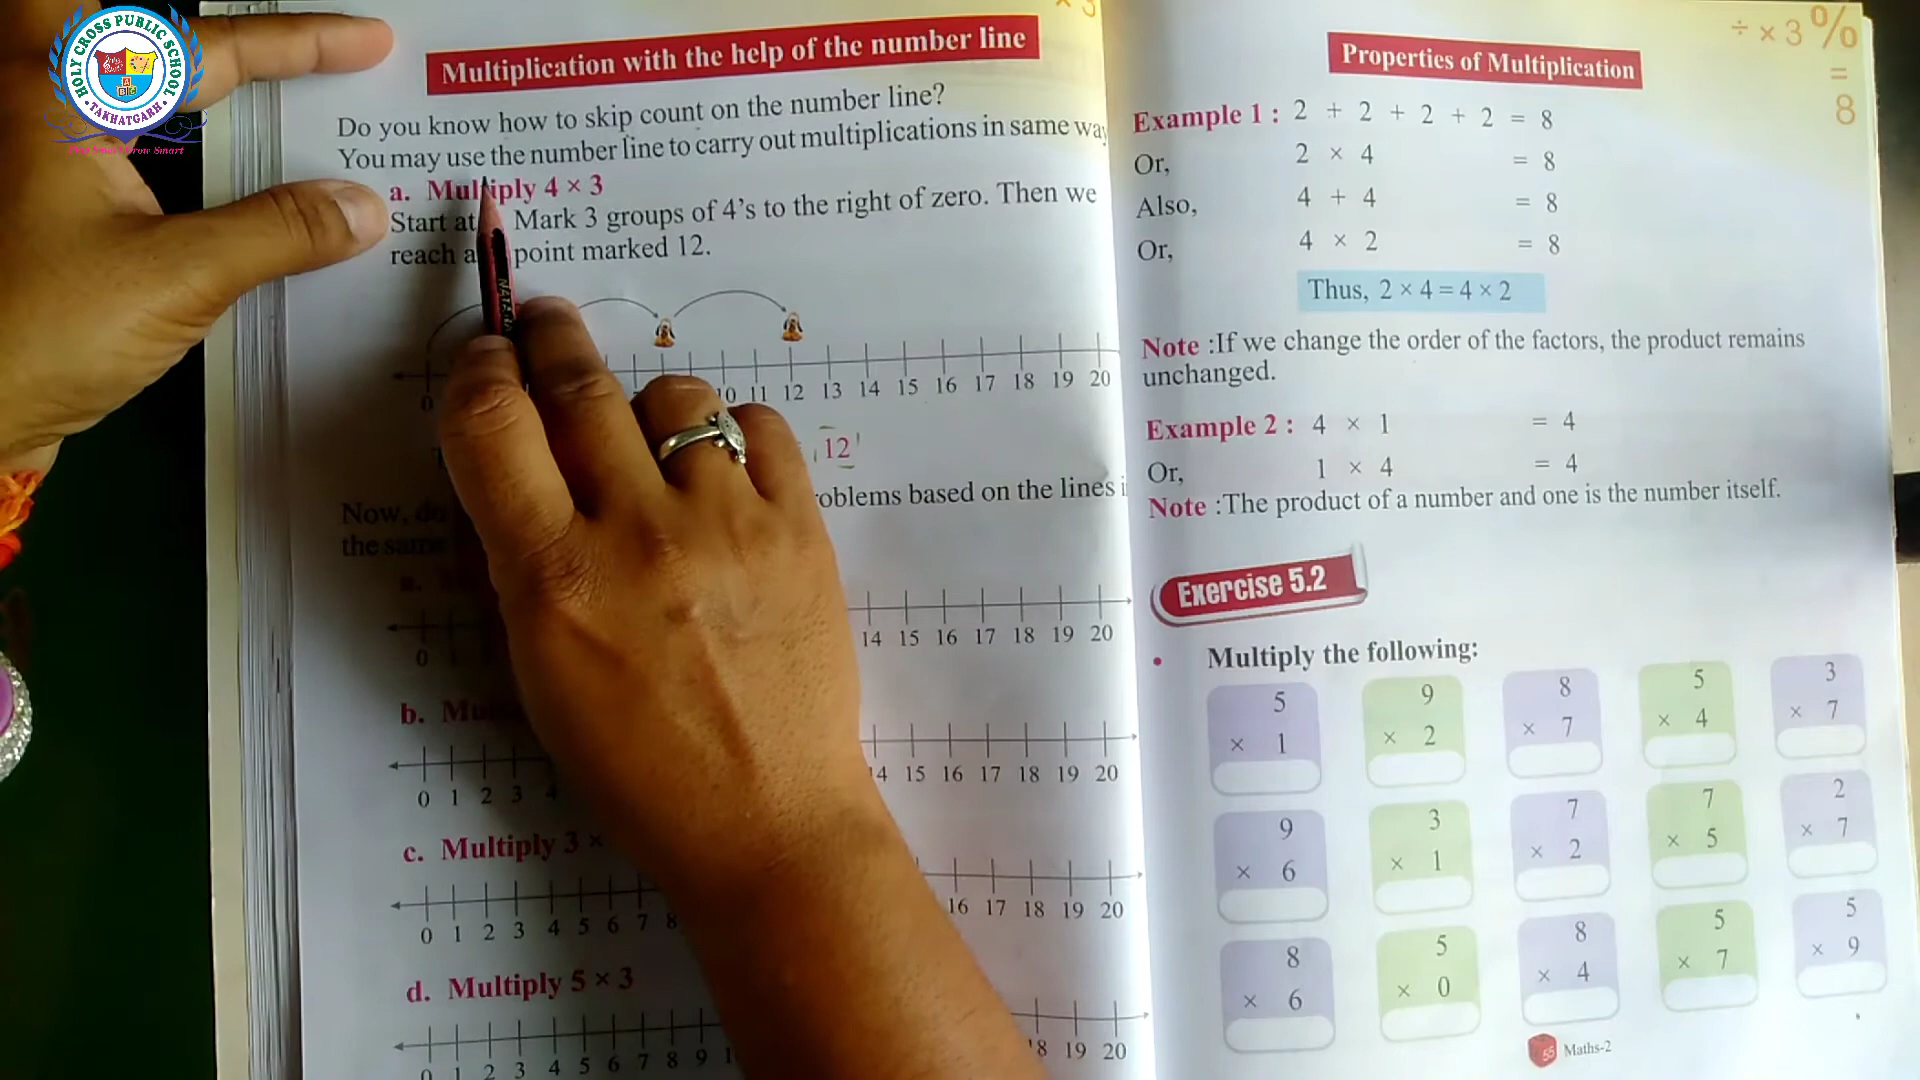 HOLY CROSS PUBLIC SCHOOL
TAKHATGARH
Multiplication with the help of the number line
Do you know how to skip count on the number line?
You may use the number line to carry out multiplications in same way
a. Multiply 4 × 3
Start at Mark 3 groups of 4's to the right of zero. Then we
reach a point marked 12.
0 10 11 12 13 14 15 16 17 18 19 20
12
Now, do oblems based on the lines i
the same
a.
0 14 15 16 17 18 19 20
b. Mu
0 1 2 3 4 14 15 16 17 18 19 20
c. Multiply 3 ×
0 1 2 3 4 5 6 7 8 16 17 18 19 20
d. Multiply 5 × 3
0 1 2 3 4 5 6 7 8 9 1 18 19 20
÷ × 3 %
=
8
Properties of Multiplication
Example 1 : 2 + 2 + 2 + 2 = 8
Or, 2 × 4 = 8
Also, 4 + 4 = 8
Or, 4 × 2 = 8
Thus, 2 × 4 = 4 × 2
Note :If we change the order of the factors, the product remains
unchanged.
Example 2 : 4 × 1 = 4
Or, 1 × 4 = 4
Note :The product of a number and one is the number itself.
Exercise 5.2
• Multiply the following:
5 9 8 5 3
× 1 × 2 × 7 × 4 × 7
9 3 7 7 2
× 6 × 1 × 2 × 5 × 7
8 5 8 5 5
× 6 × 0 × 4 × 7 × 9
55 Maths-2